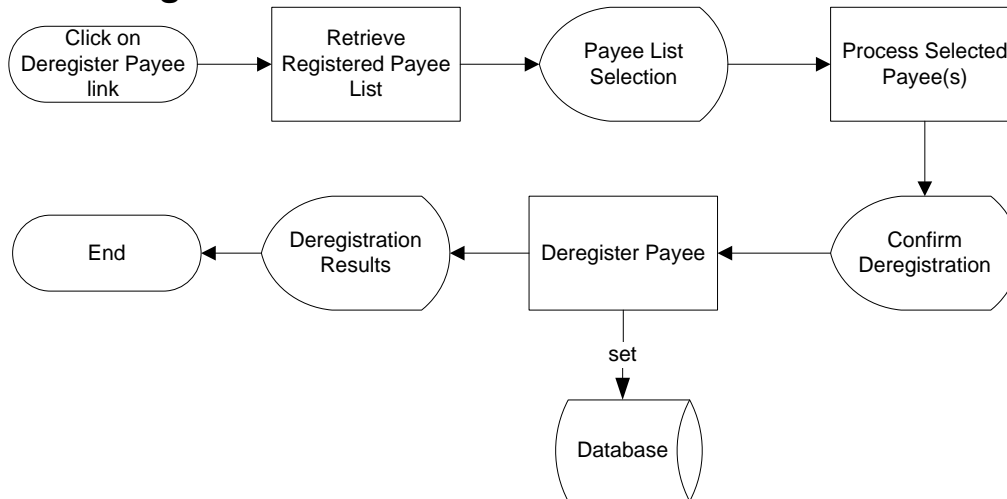 Click on
Deregister Payee
link
Retrieve
Registered Payee
List
Payee List
Selection
Process Selected
Payee(s)
Confirm
Deregistration
Deregister Payee
Deregistration
Results
End
set
Database